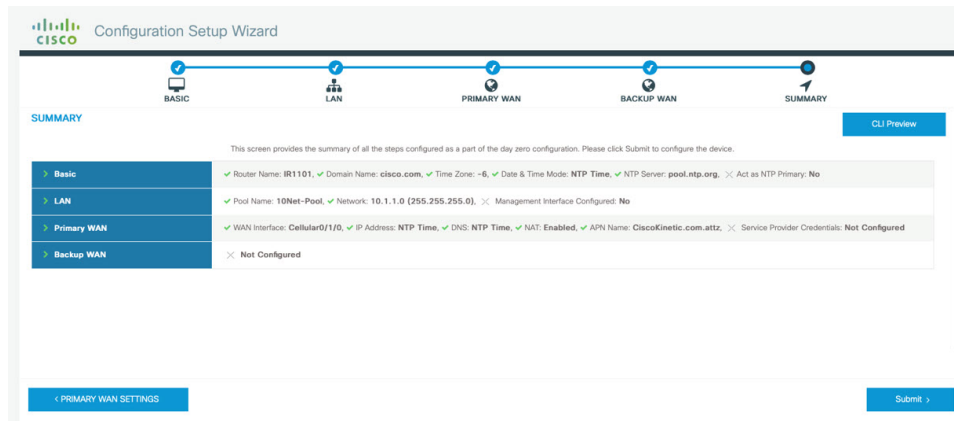 CISCO
Configuration Setup Wizard
BASIC
LAN
PRIMARY WAN
BACKUP WAN
SUMMARY
SUMMARY
CLI Preview
This screen provides the summary of all the steps configured as a part of the day zero configuration. Please click Submit to configure the device.
> Basic
✓ Router Name: IR1101, ✓ Domain Name: cisco.com, ✓ Time Zone: -6, ✓ Date & Time Mode: NTP Time, ✓ NTP Server: pool.ntp.org, ✕ Act as NTP Primary: No
> LAN
✓ Pool Name: 10Net-Pool, ✓ Network: 10.1.1.0 (255.255.255.0), ✕ Management Interface Configured: No
> Primary WAN
✓ WAN Interface: Cellular0/1/0, ✓ IP Address: NTP Time, ✓ DNS: NTP Time, ✓ NAT: Enabled, ✓ APN Name: CiscoKinetic.com.attz, ✕ Service Provider Credentials: Not Configured
> Backup WAN
✕ Not Configured
< PRIMARY WAN SETTINGS
Submit >